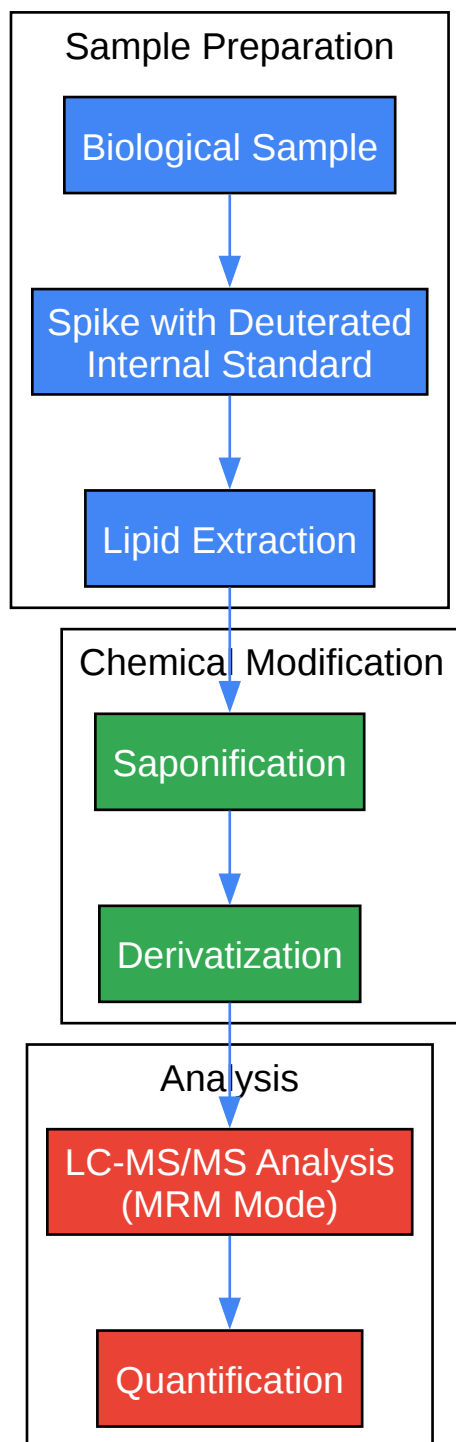 Sample Preparation
Biological Sample
Spike with Deuterated
Internal Standard
Lipid Extraction
Chemical Modification
Saponification
Derivatization
Analysis
LC-MS/MS Analysis
(MRM Mode)
Quantification